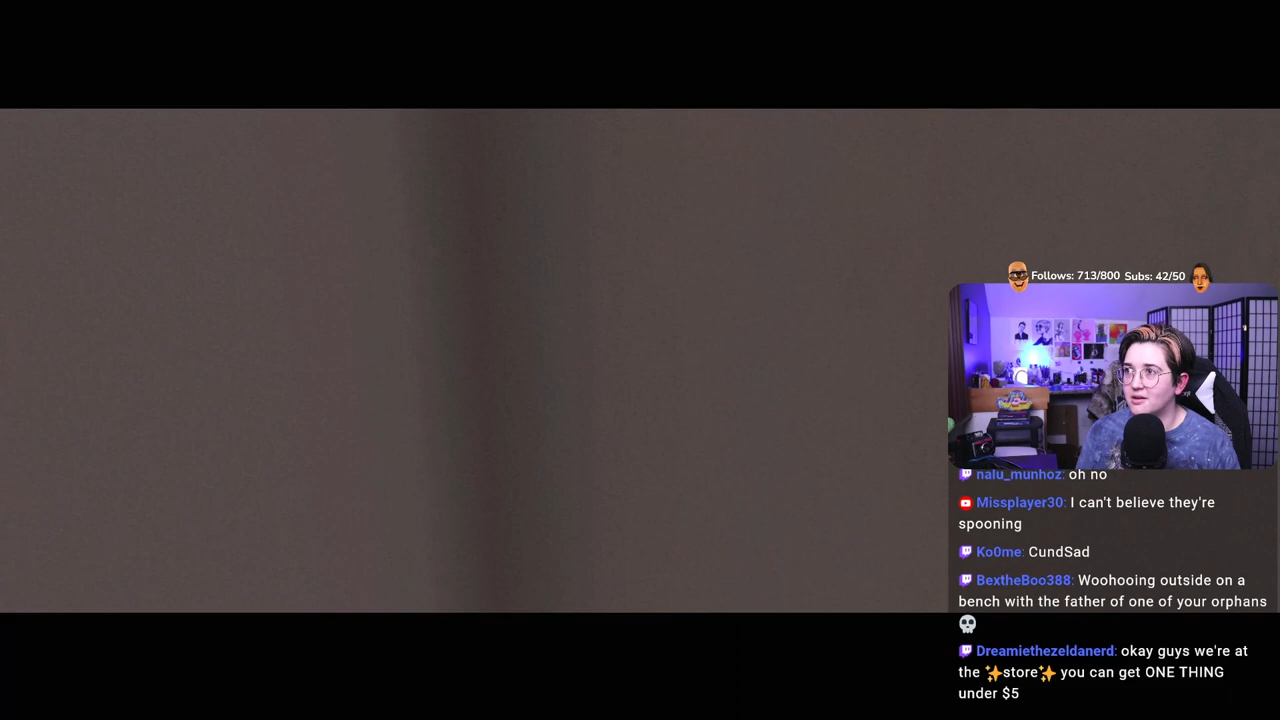 Follows: 713/800 Subs: 42/50
nalu_munhoz: oh no
Missplayer30: I can't believe they're
spooning
Ko0me: CundSad
BextheBoo388: Woohooing outside on a
bench with the father of one of your orphans
💀
Dreamiethezeldanerd: okay guys we're at
the ✨store✨ you can get ONE THING
under $5